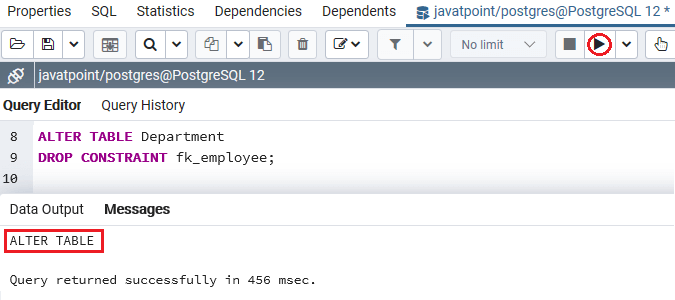 Properties SQL Statistics Dependencies Dependents javatpoint/postgres@PostgreSQL 12 *
No limit
javatpoint/postgres@PostgreSQL 12
Query Editor Query History
8 ALTER TABLE Department
9 DROP CONSTRAINT fk_employee;
10
Data Output Messages
ALTER TABLE
Query returned successfully in 456 msec.